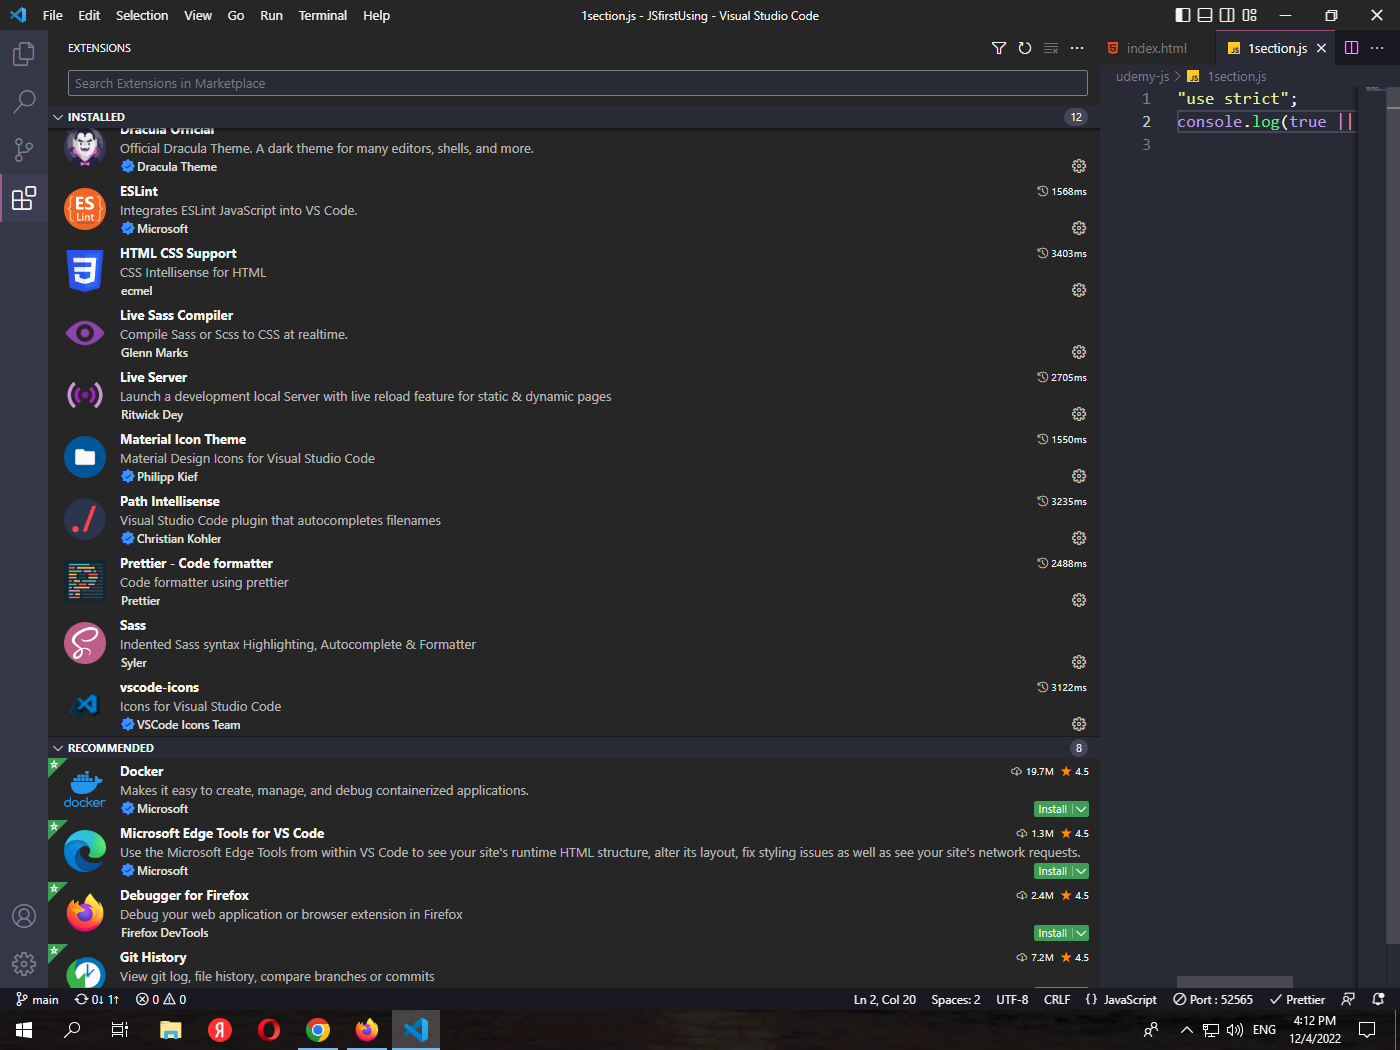 File Edit Selection View Go Run Terminal Help
1section.js - JSfirstUsing - Visual Studio Code
EXTENSIONS
Search Extensions in Marketplace
INSTALLED 12
Dracula Official
Official Dracula Theme. A dark theme for many editors, shells, and more.
Dracula Theme
ESLint 1568ms
Integrates ESLint JavaScript into VS Code.
Microsoft
ES
Lint
HTML CSS Support 3403ms
CSS Intellisense for HTML
ecmel
Live Sass Compiler
Compile Sass or Scss to CSS at realtime.
Glenn Marks
Live Server 2705ms
Launch a development local Server with live reload feature for static & dynamic pages
Ritwick Dey
Material Icon Theme 1550ms
Material Design Icons for Visual Studio Code
Philipp Kief
Path Intellisense 3235ms
Visual Studio Code plugin that autocompletes filenames
Christian Kohler
Prettier - Code formatter 2488ms
Code formatter using prettier
Prettier
Sass
Indented Sass syntax Highlighting, Autocomplete & Formatter
Syler
vscode-icons 3122ms
Icons for Visual Studio Code
VSCode Icons Team
RECOMMENDED 8
Docker 19.7M 4.5
Makes it easy to create, manage, and debug containerized applications.
docker
Microsoft Install
Microsoft Edge Tools for VS Code 1.3M 4.5
Use the Microsoft Edge Tools from within VS Code to see your site's runtime HTML structure, alter its layout, fix styling issues as well as see your site's network requests.
Microsoft Install
Debugger for Firefox 2.4M 4.5
Debug your web application or browser extension in Firefox
Firefox DevTools Install
Git History 7.2M 4.5
View git log, file history, compare branches or commits
index.html JS 1section.js
udemy-js > JS 1section.js
1 "use strict";
2 console.log(true ||
3
main 0↓ 1↑ 0 0
Ln 2, Col 20 Spaces: 2 UTF-8 CRLF {} JavaScript Port : 52565 Prettier
Я
ENG
4:12 PM
12/4/2022